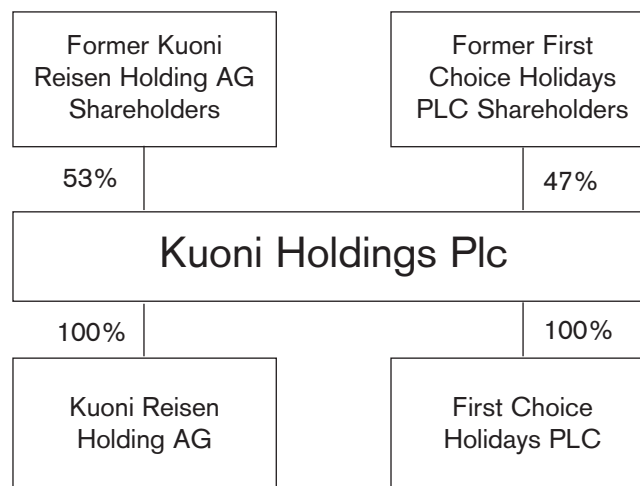 Former Kuoni
Reisen Holding AG
Shareholders
Former First
Choice Holidays
PLC Shareholders
53%
47%
Kuoni Holdings Plc
100%
100%
Kuoni Reisen
Holding AG
First Choice
Holidays PLC